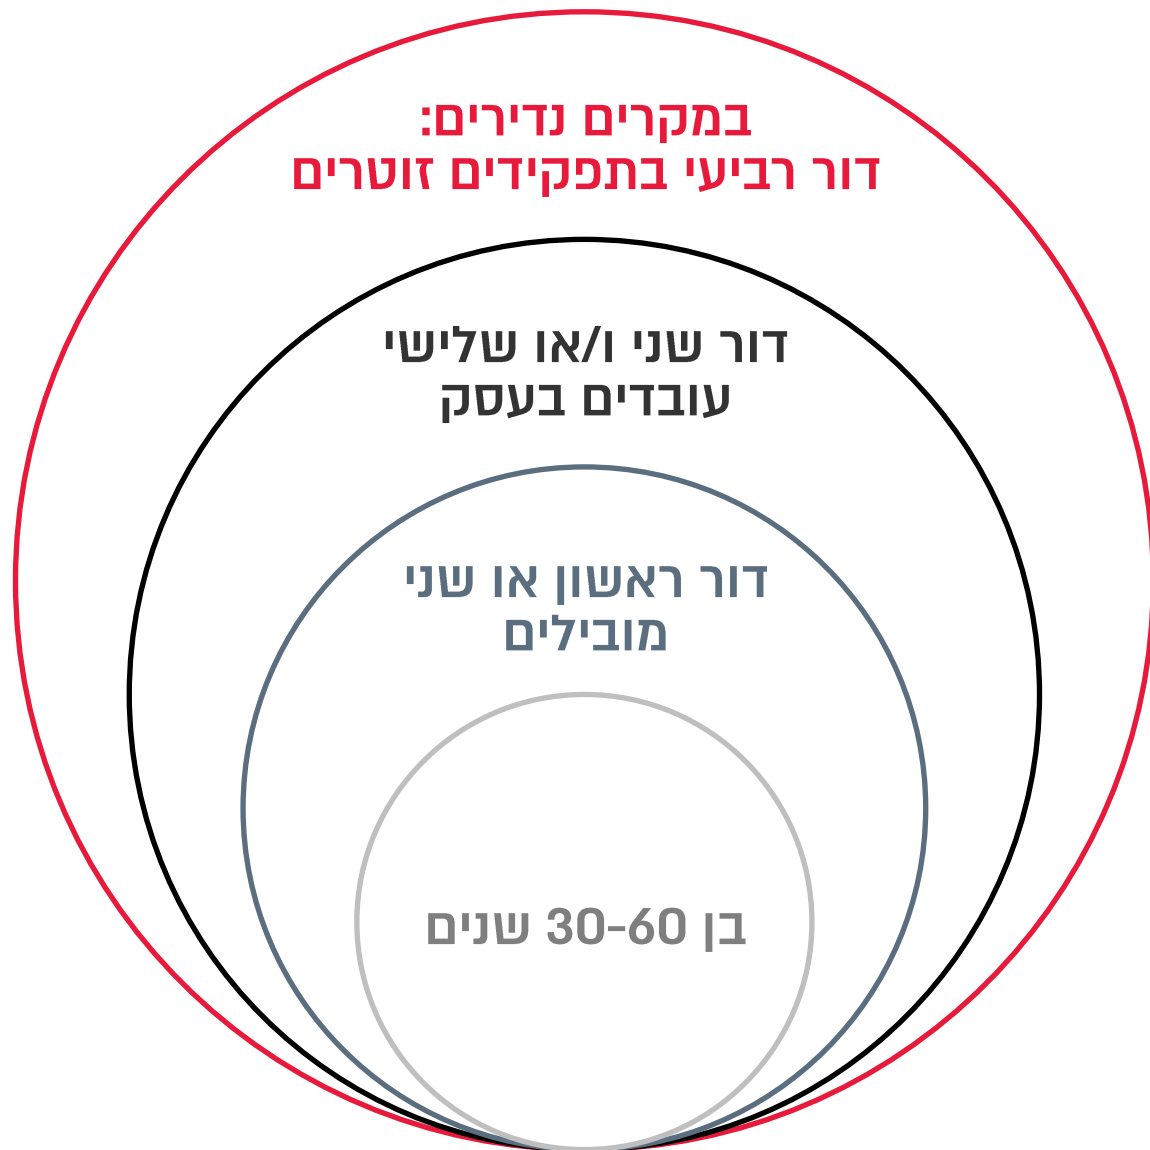 במקרים נדירים:
דור רביעי בתפקידים זוטרים
דור שני ו/או שלישי
עובדים בעסק
דור ראשון או שני
מובילים
בן 30-60 שנים